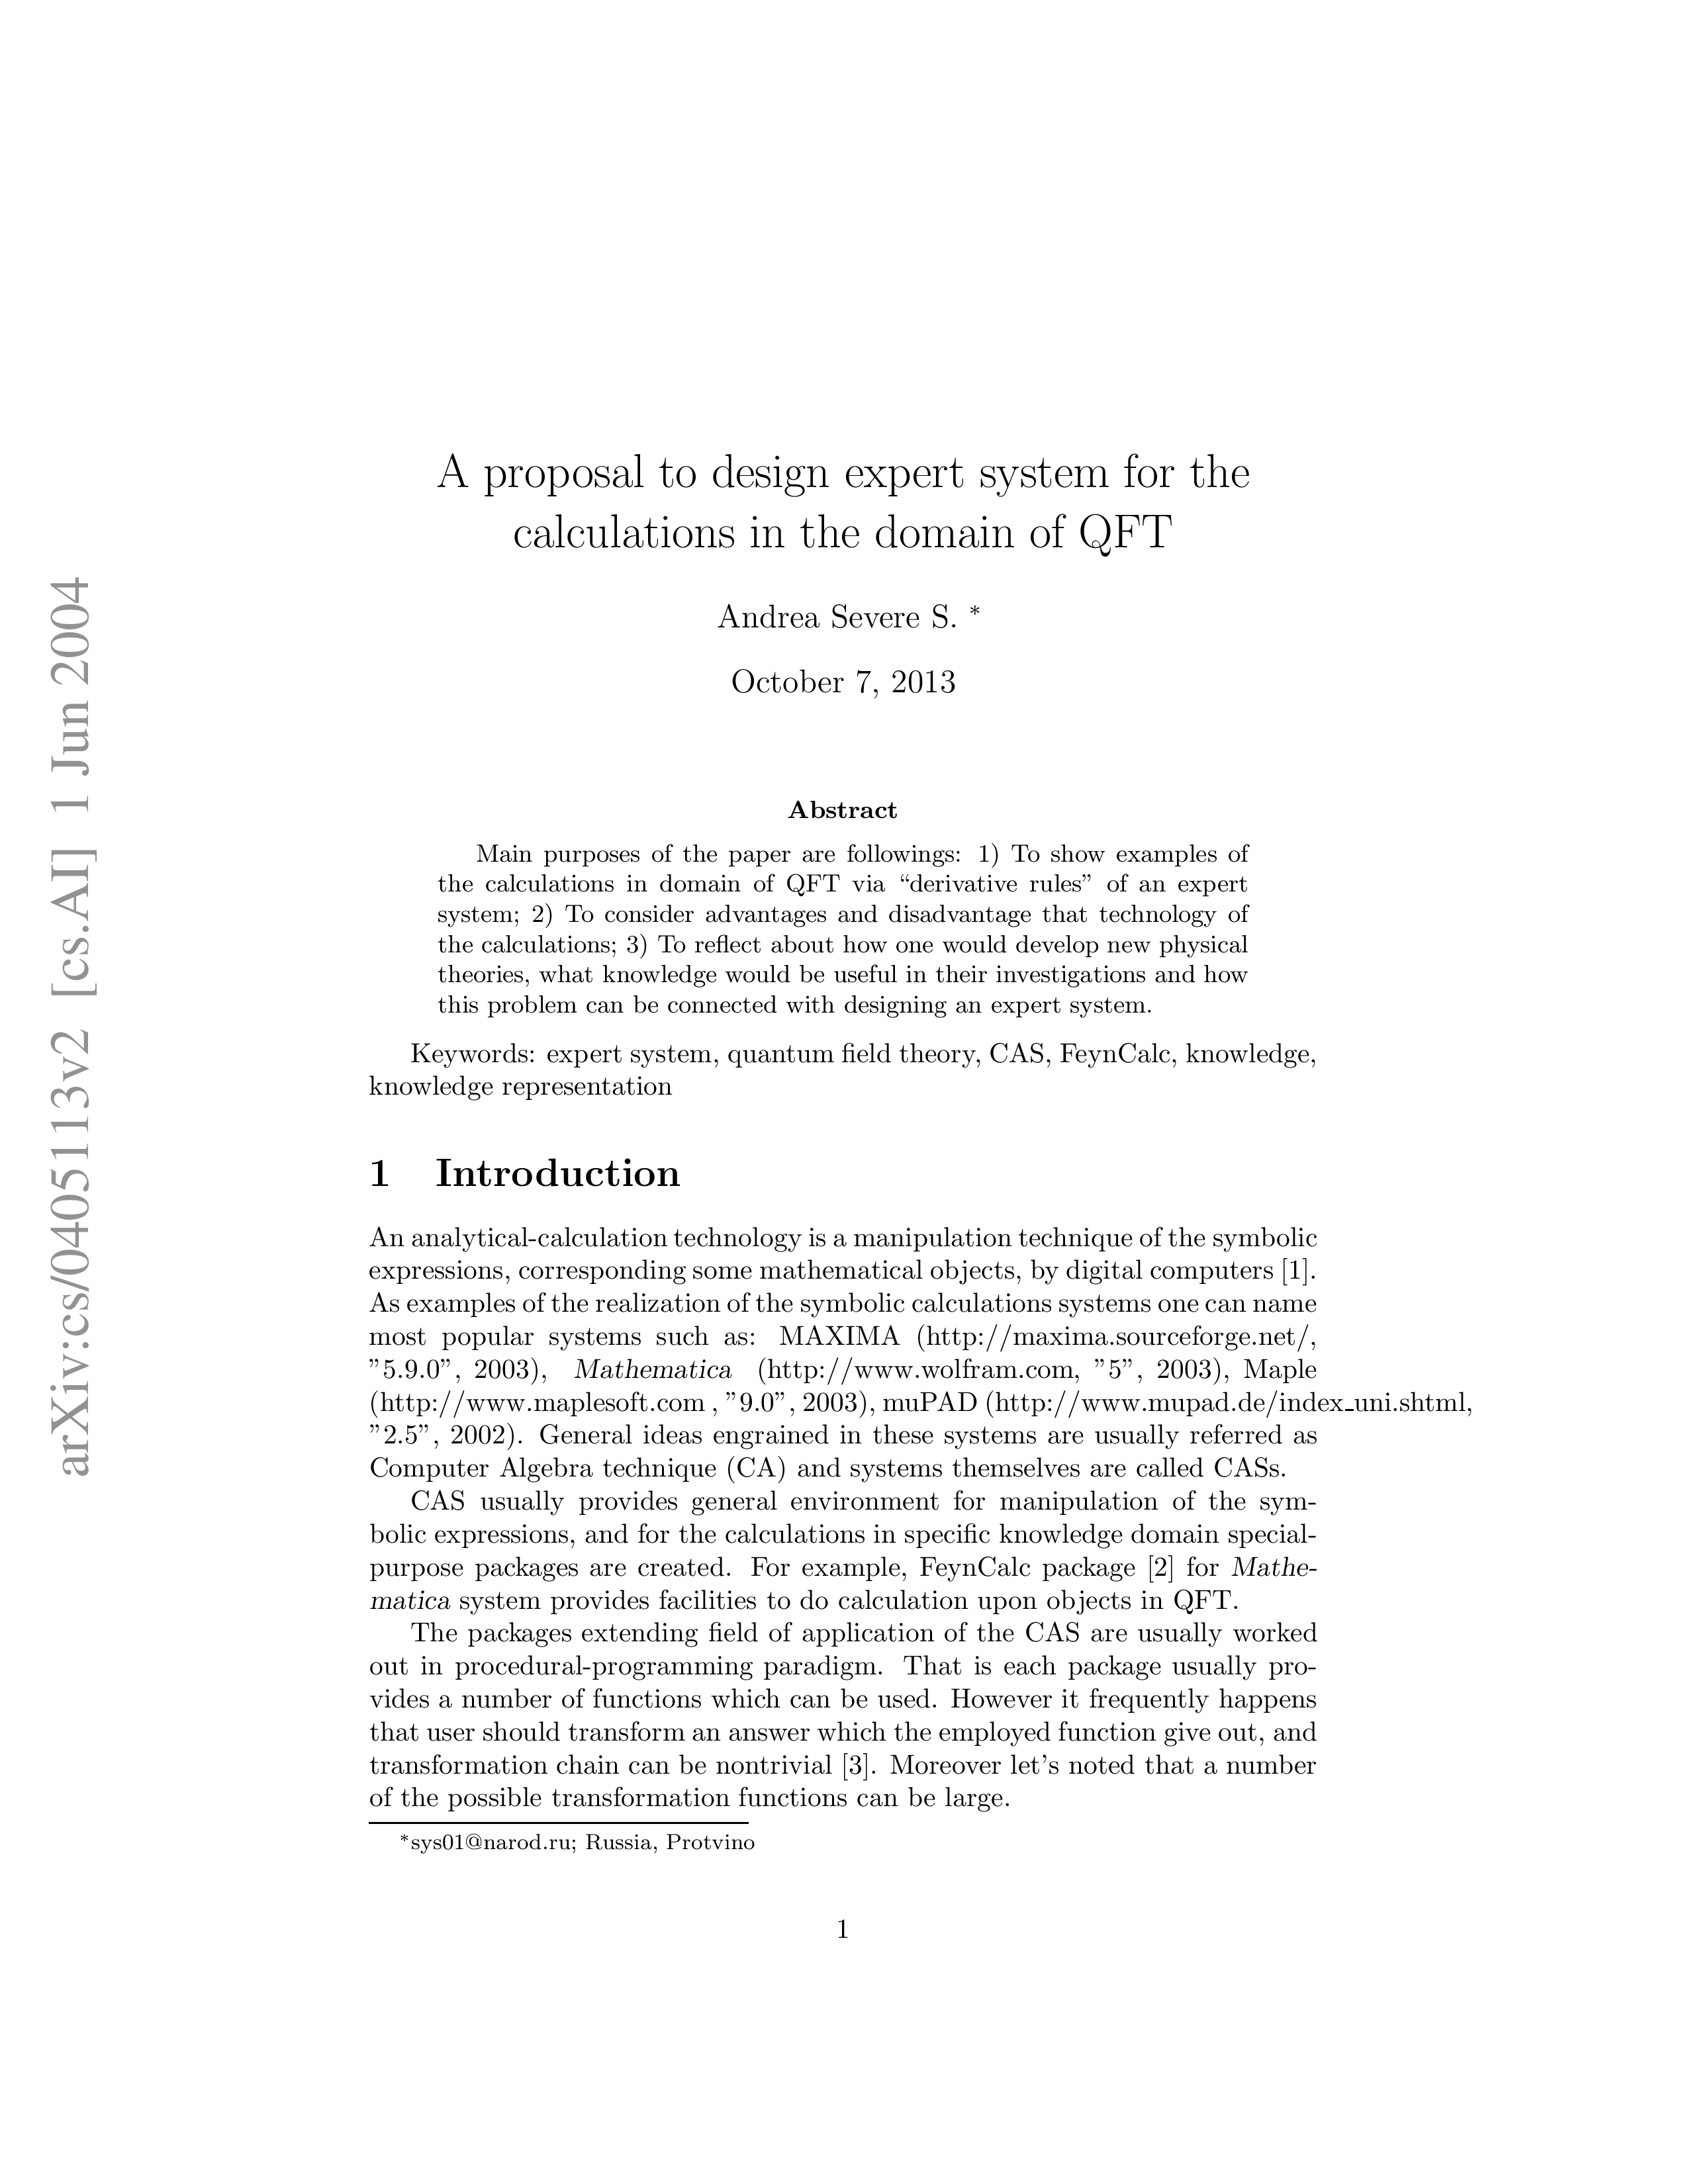 arXiv:cs/0405113v2 [cs.AI] 1 Jun 2004
A proposal to design expert system for the
calculations in the domain of QFT
Andrea Severe S. *
October 7, 2013
Abstract
Main purposes of the paper are followings: 1) To show examples of
the calculations in domain of QFT via “derivative rules” of an expert
system; 2) To consider advantages and disadvantage that technology of
the calculations; 3) To reflect about how one would develop new physical
theories, what knowledge would be useful in their investigations and how
this problem can be connected with designing an expert system.
Keywords: expert system, quantum field theory, CAS, FeynCalc, knowledge,
knowledge representation
1 Introduction
An analytical-calculation technology is a manipulation technique of the symbolic
expressions, corresponding some mathematical objects, by digital computers [1].
As examples of the realization of the symbolic calculations systems one can name
most popular systems such as: MAXIMA (http://maxima.sourceforge.net/,
”5.9.0”, 2003), Mathematica (http://www.wolfram.com, ”5”, 2003), Maple
(http://www.maplesoft.com , ”9.0”, 2003), muPAD (http://www.mupad.de/index_uni.shtml,
”2.5”, 2002). General ideas engrained in these systems are usually referred as
Computer Algebra technique (CA) and systems themselves are called CASs.
CAS usually provides general environment for manipulation of the sym-
bolic expressions, and for the calculations in specific knowledge domain special-
purpose packages are created. For example, FeynCalc package [2] for Mathe-
matica system provides facilities to do calculation upon objects in QFT.
The packages extending field of application of the CAS are usually worked
out in procedural-programming paradigm. That is each package usually pro-
vides a number of functions which can be used. However it frequently happens
that user should transform an answer which the employed function give out, and
transformation chain can be nontrivial [3]. Moreover let’s noted that a number
of the possible transformation functions can be large.
*sys01@narod.ru; Russia, Protvino
1